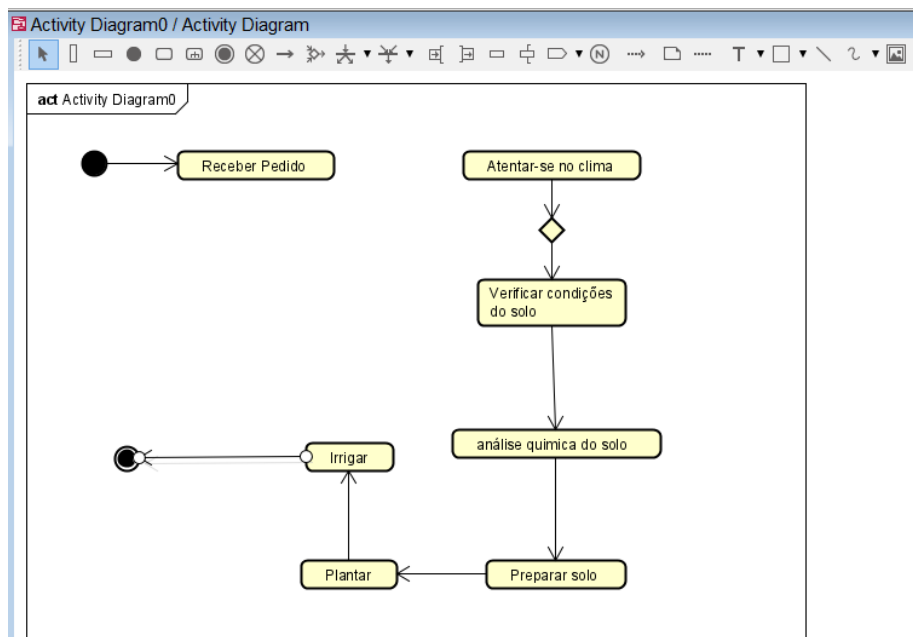 Activity Diagram0 / Activity Diagram
N
T
act Activity Diagram0
Receber Pedido
Atentar-se no clima
Verificar condições
do solo
análise quimica do solo
Irrigar
Plantar
Preparar solo